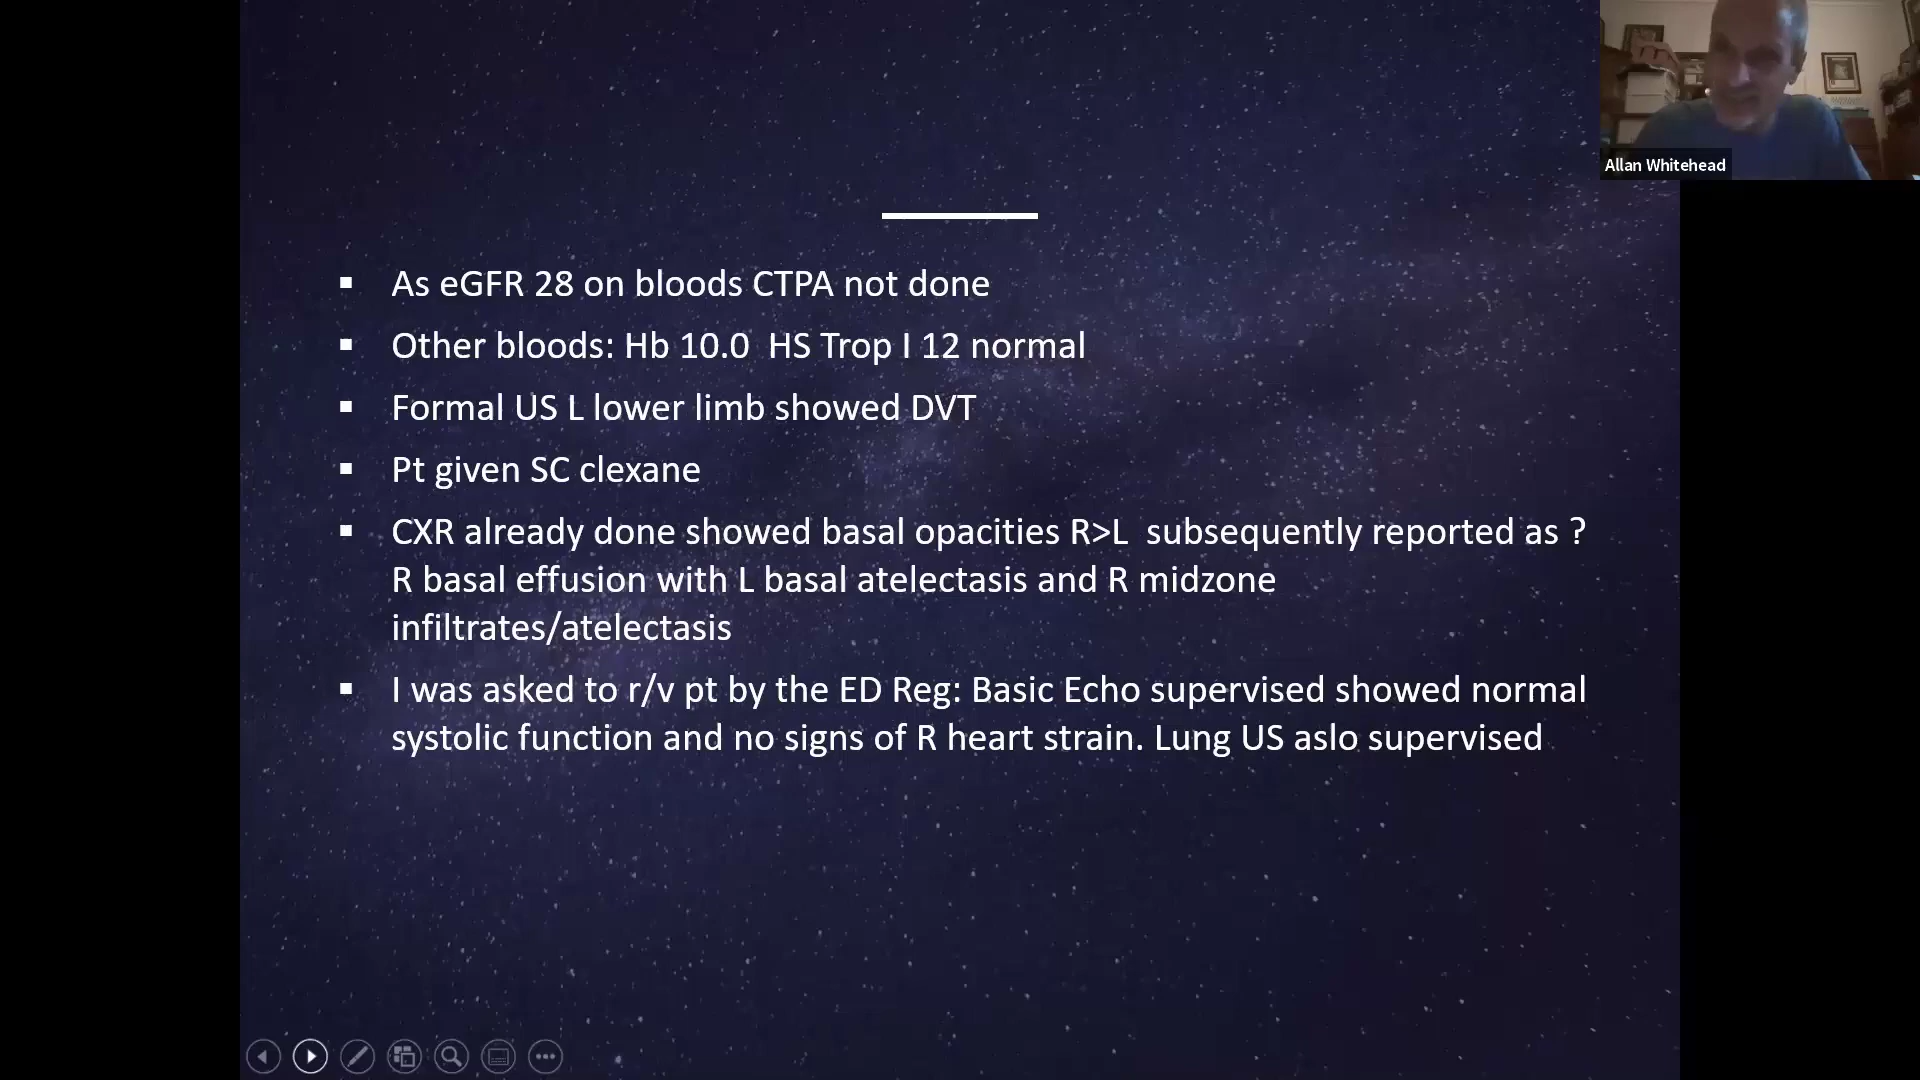 Allan Whitehead
As eGFR 28 on bloods CTPA not done
Other bloods: Hb 10.0  HS Trop I 12 normal
Formal US L lower limb showed DVT
Pt given SC clexane
CXR already done showed basal opacities R>L  subsequently reported as ?
R basal effusion with L basal atelectasis and R midzone
infiltrates/atelectasis
I was asked to r/v pt by the ED Reg: Basic Echo supervised showed normal
systolic function and no signs of R heart strain. Lung US aslo supervised